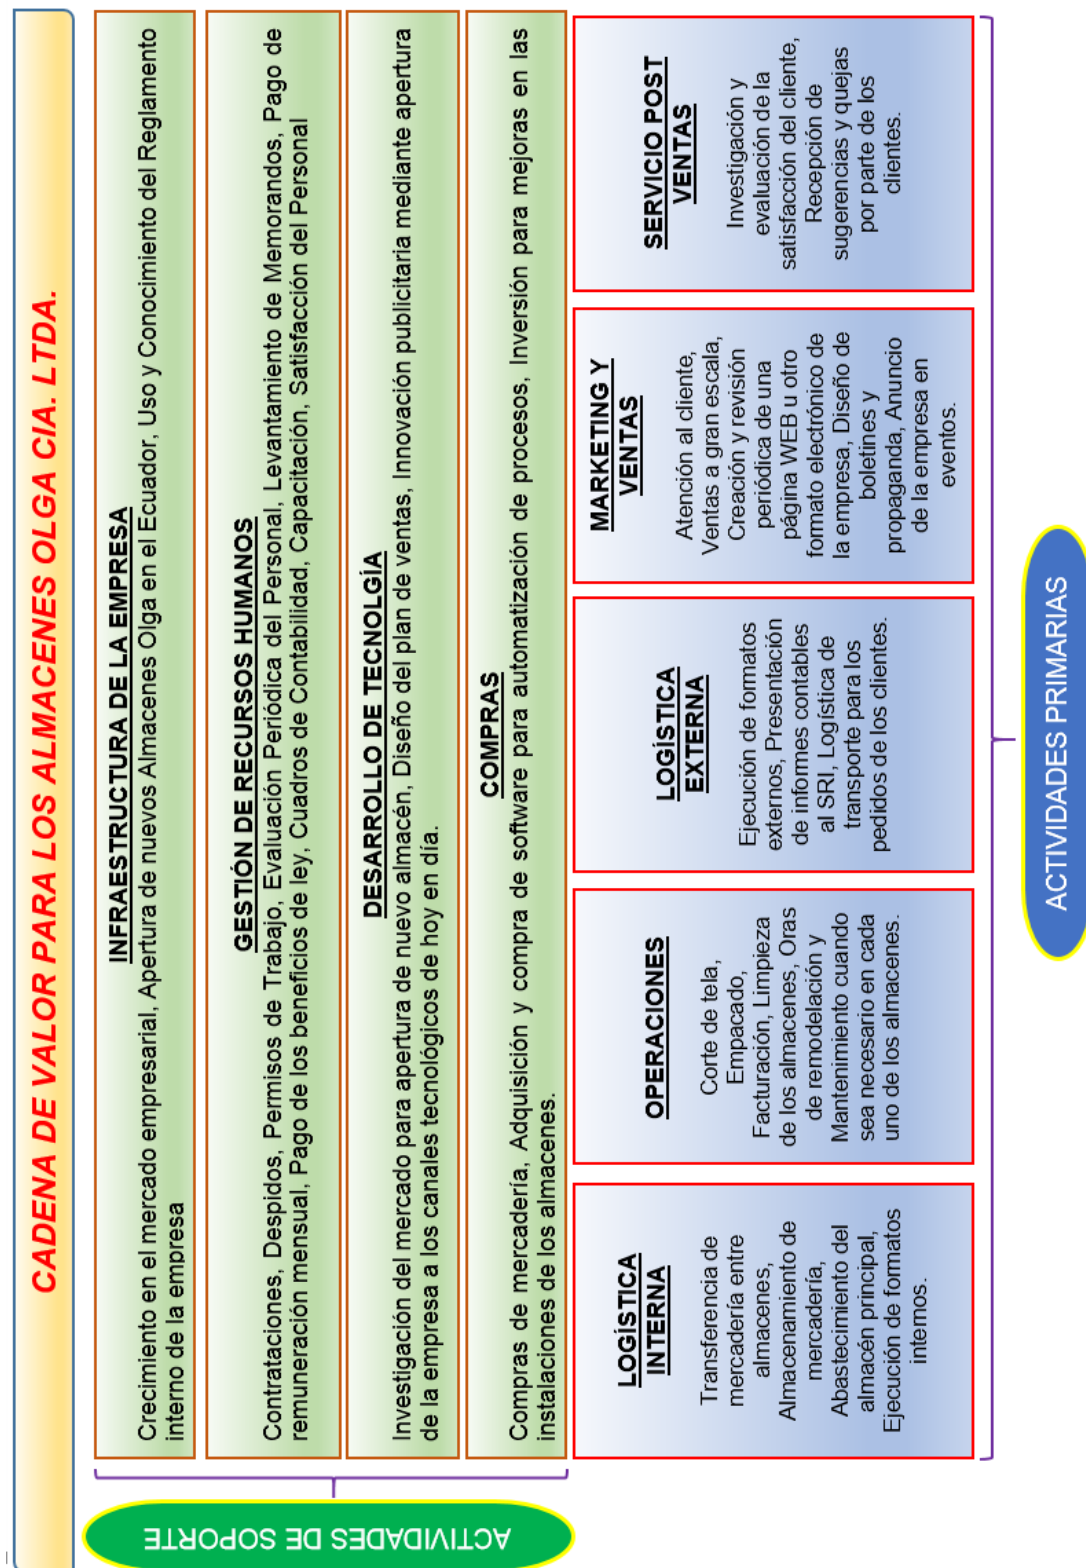 CADENA DE VALOR PARA LOS ALMACENES OLGA CIA. LTDA.
ACTIVIDADES DE SOPORTE
INFRAESTRUCTURA DE LA EMPRESA
Crecimiento en el mercado empresarial, Apertura de nuevos Almacenes Olga en el Ecuador, Uso y Conocimiento del Reglamento
interno de la empresa
GESTIÓN DE RECURSOS HUMANOS
Contrataciones, Despidos, Permisos de Trabajo, Evaluación Periódica del Personal, Levantamiento de Memorandos, Pago de
remuneración mensual, Pago de los beneficios de ley, Cuadros de Contabilidad, Capacitación, Satisfacción del Personal
DESARROLLO DE TECNOLGÍA
Investigación del mercado para apertura de nuevo almacén, Diseño del plan de ventas, Innovación publicitaria mediante apertura
de la empresa a los canales tecnológicos de hoy en día.
COMPRAS
Compras de mercadería, Adquisición y compra de software para automatización de procesos, Inversión para mejoras en las
instalaciones de los almacenes.
LOGÍSTICA
INTERNA
Transferencia de
mercadería entre
almacenes,
Almacenamiento de
mercadería,
Abastecimiento del
almacén principal,
Ejecución de formatos
internos.
OPERACIONES
Corte de tela,
Empacado,
Facturación, Limpieza
de los almacenes, Oras
de remodelación y
Mantenimiento cuando
sea necesario en cada
uno de los almacenes.
LOGÍSTICA
EXTERNA
Ejecución de formatos
externos, Presentación
de informes contables
al SRI, Logística de
transporte para los
pedidos de los clientes.
MARKETING Y
VENTAS
Atención al cliente,
Ventas a gran escala,
Creación y revisión
periódica de una
página WEB u otro
formato electrónico de
la empresa, Diseño de
boletines y
propaganda, Anuncio
de la empresa en
eventos.
SERVICIO POST
VENTAS
Investigación y
evaluación de la
satisfacción del cliente,
Recepción de
sugerencias y quejas
por parte de los
clientes.
ACTIVIDADES PRIMARIAS